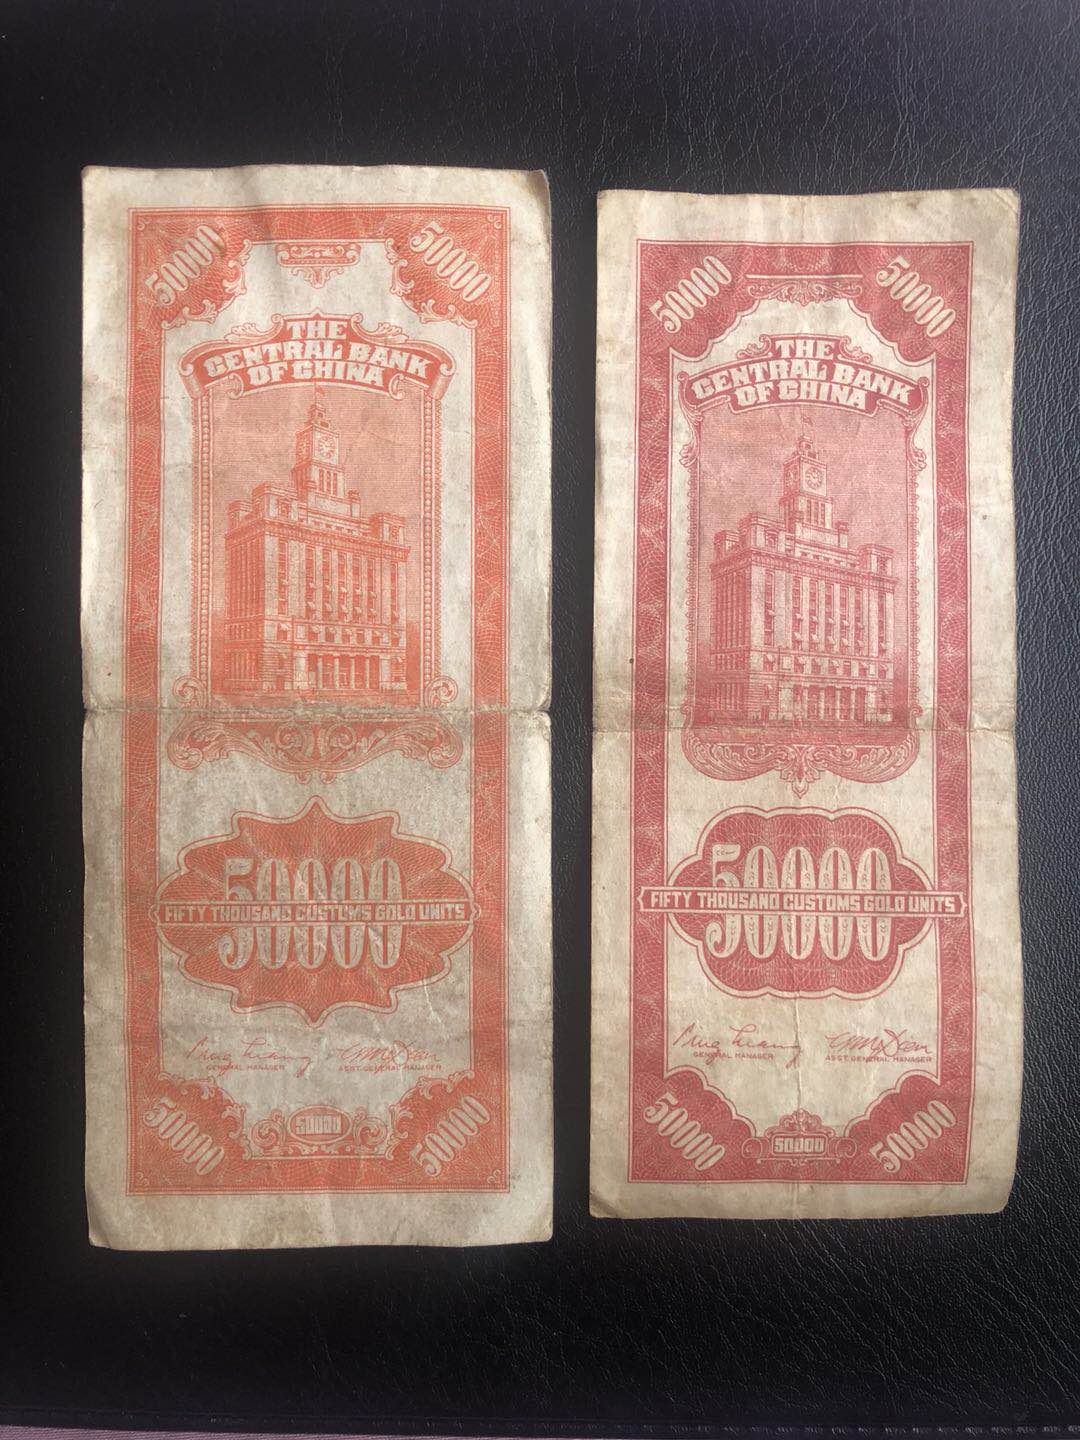 50000
50000
THE
CENTRAL BANK
OF CHINA
50000
FIFTY THOUSAND CUSTOMS GOLD UNITS
GENERAL MANAGER
ASST. GENERAL MANAGER
50000
50000
50000
50000
50000
THE
CENTRAL BANK
OF CHINA
50000
FIFTY THOUSAND CUSTOMS GOLD UNITS
GENERAL MANAGER
ASST. GENERAL MANAGER
50000
50000
50000